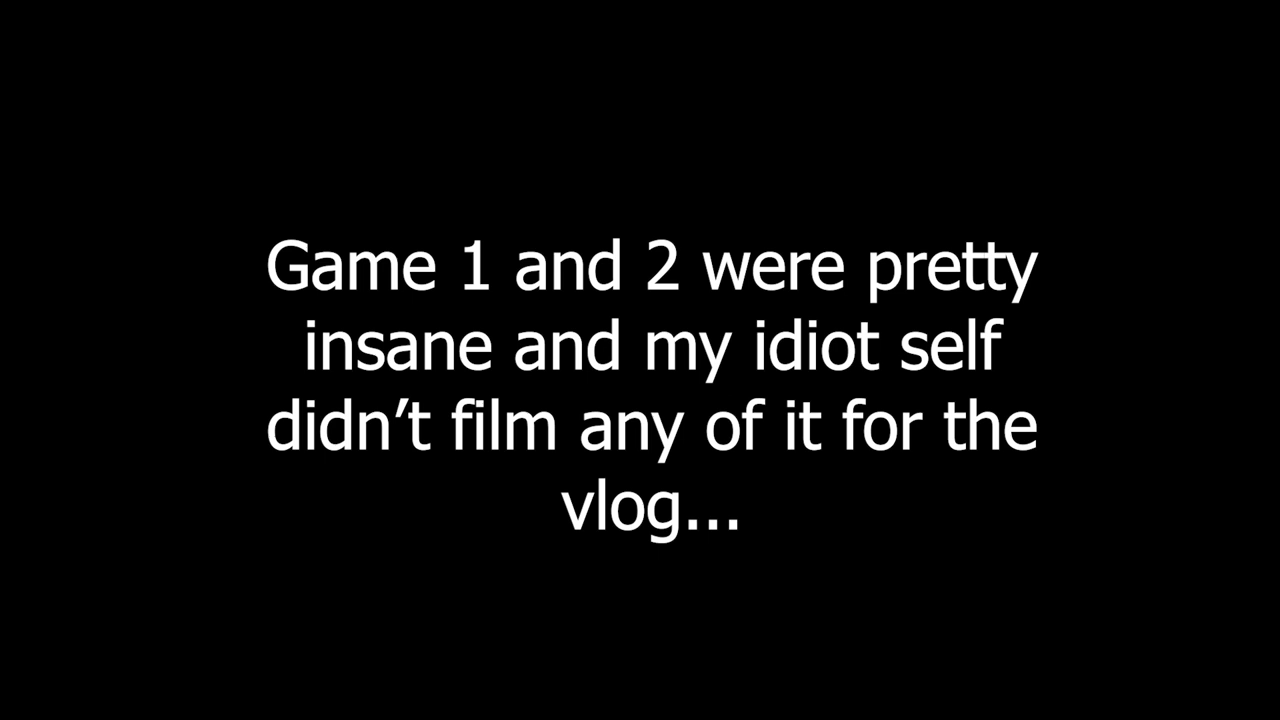 Game 1 and 2 were pretty
insane and my idiot self
didn’t film any of it for the
vlog...